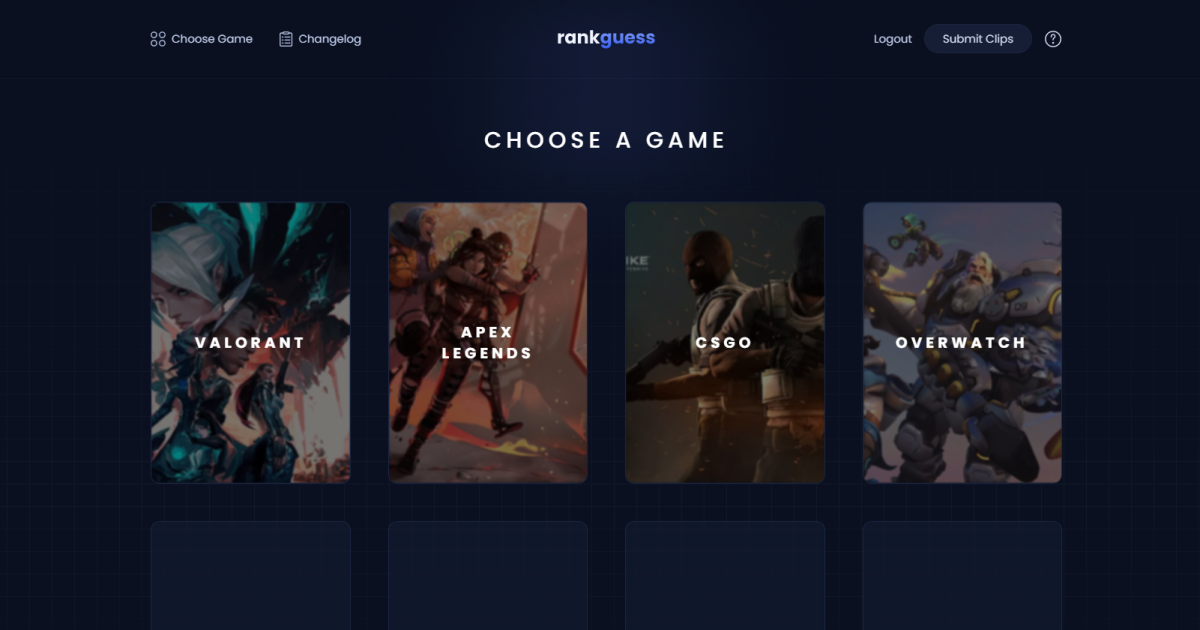 Choose Game
Changelog
rankguess
Logout
Submit Clips
CHOOSE A GAME
VALORANT
APEX
LEGENDS
IKE
CSGO
OVERWATCH